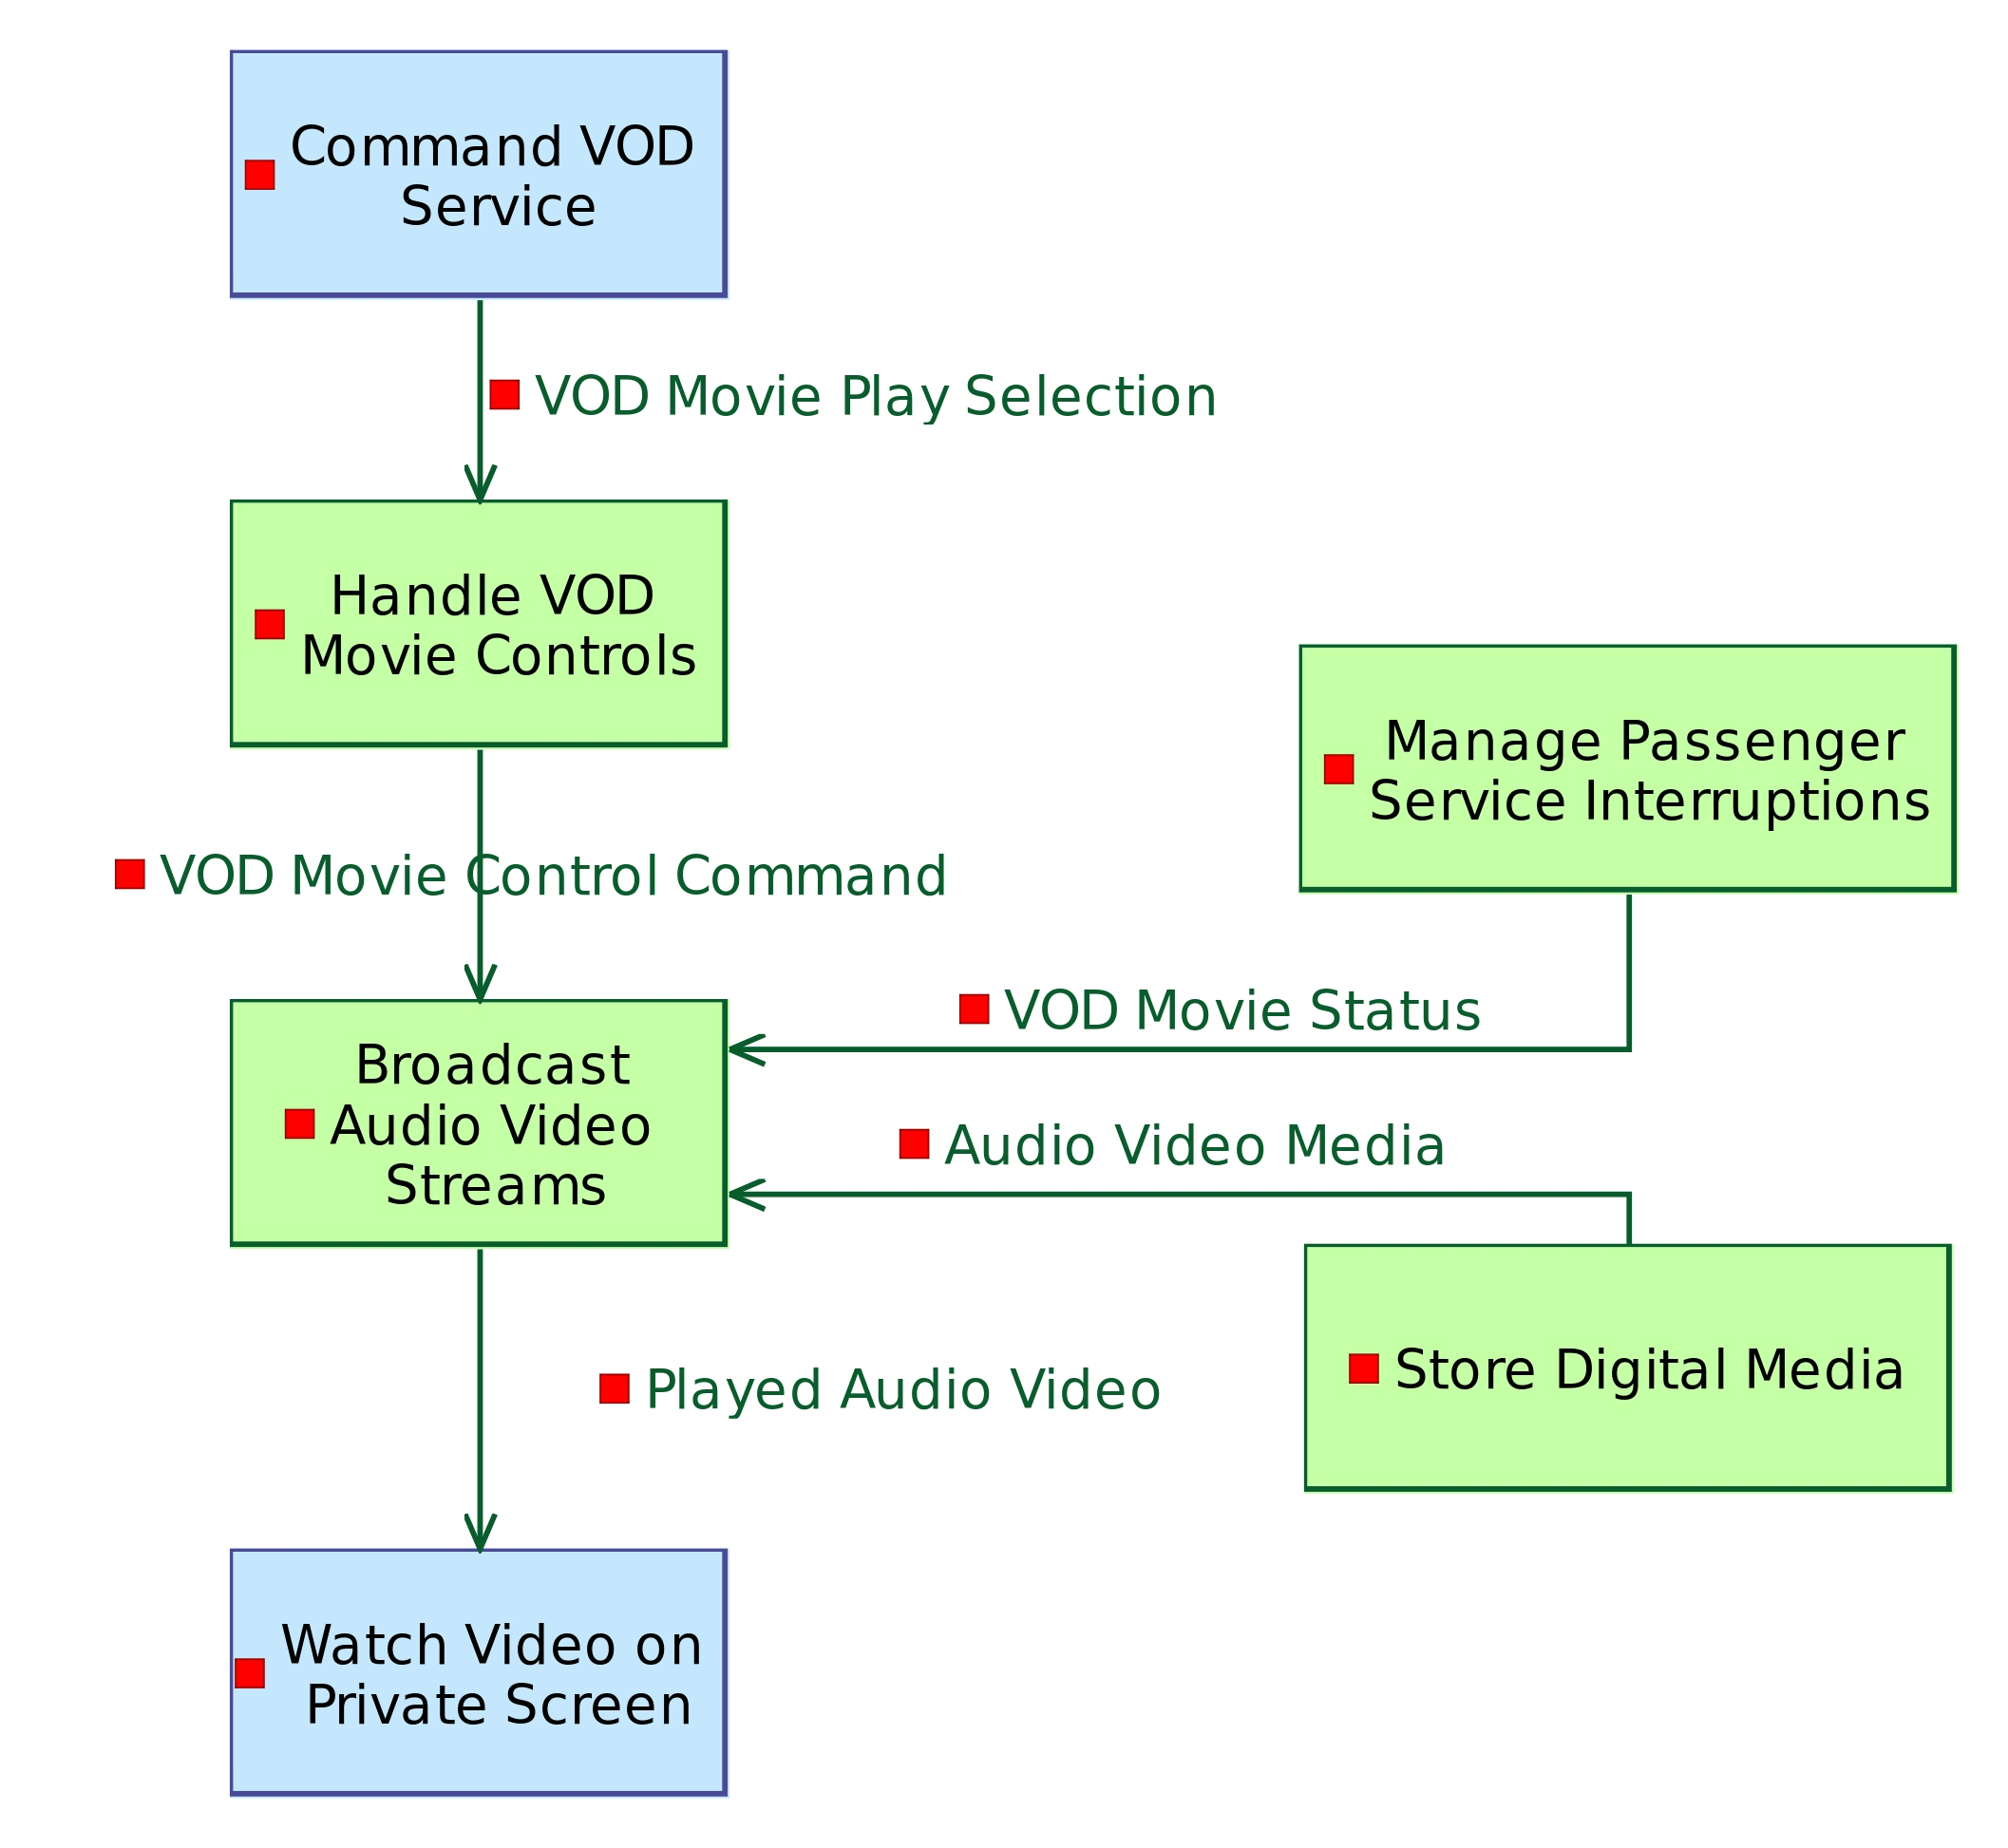 Command VOD
Service
VOD Movie Play Selection
Handle VOD
Movie Controls
Manage Passenger
Service Interruptions
VOD Movie Control Command
VOD Movie Status
Broadcast
Audio Video
Streams
Audio Video Media
Store Digital Media
Played Audio Video
Watch Video on
Private Screen